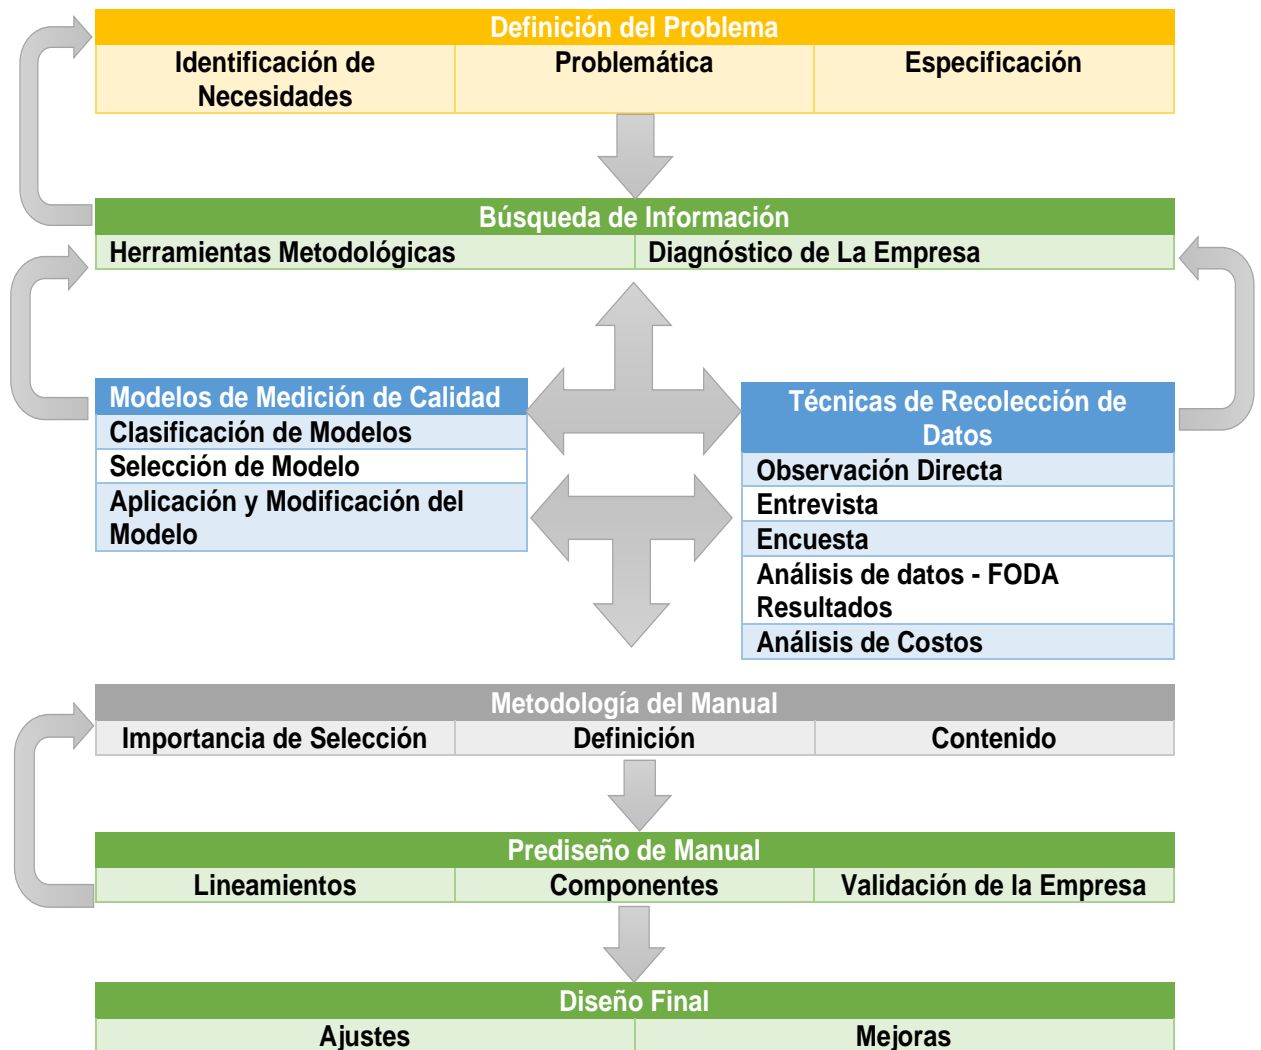 Definición del Problema
Identificación de
Necesidades
Problemática
Especificación
Búsqueda de Información
Herramientas Metodológicas
Diagnóstico de La Empresa
Modelos de Medición de Calidad
Clasificación de Modelos
Selección de Modelo
Aplicación y Modificación del
Modelo
Técnicas de Recolección de
Datos
Observación Directa
Entrevista
Encuesta
Análisis de datos - FODA
Resultados
Análisis de Costos
Metodología del Manual
Importancia de Selección
Definición
Contenido
Prediseño de Manual
Lineamientos
Componentes
Validación de la Empresa
Diseño Final
Ajustes
Mejoras